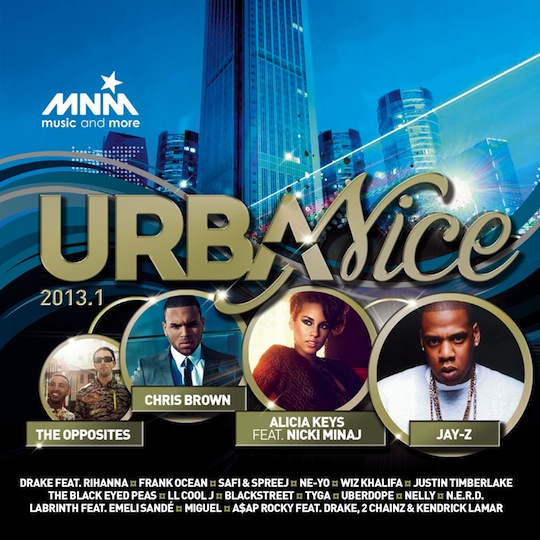 MNM
music and more
URBANice
2013.1
THE OPPOSITES
CHRIS BROWN
ALICIA KEYS
FEAT. NICKI MINAJ
JAY-Z
DRAKE FEAT. RIHANNA ¤ FRANK OCEAN ¤ SAFI & SPREEJ ¤ NE-YO ¤ WIZ KHALIFA ¤ JUSTIN TIMBERLAKE
THE BLACK EYED PEAS ¤ LL COOL J ¤ BLACKSTREET ¤ TYGA ¤ UBERDOPE ¤ NELLY ¤ N.E.R.D.
LABRINTH FEAT. EMELI SANDÉ ¤ MIGUEL ¤ A$AP ROCKY FEAT. DRAKE, 2 CHAINZ & KENDRICK LAMAR